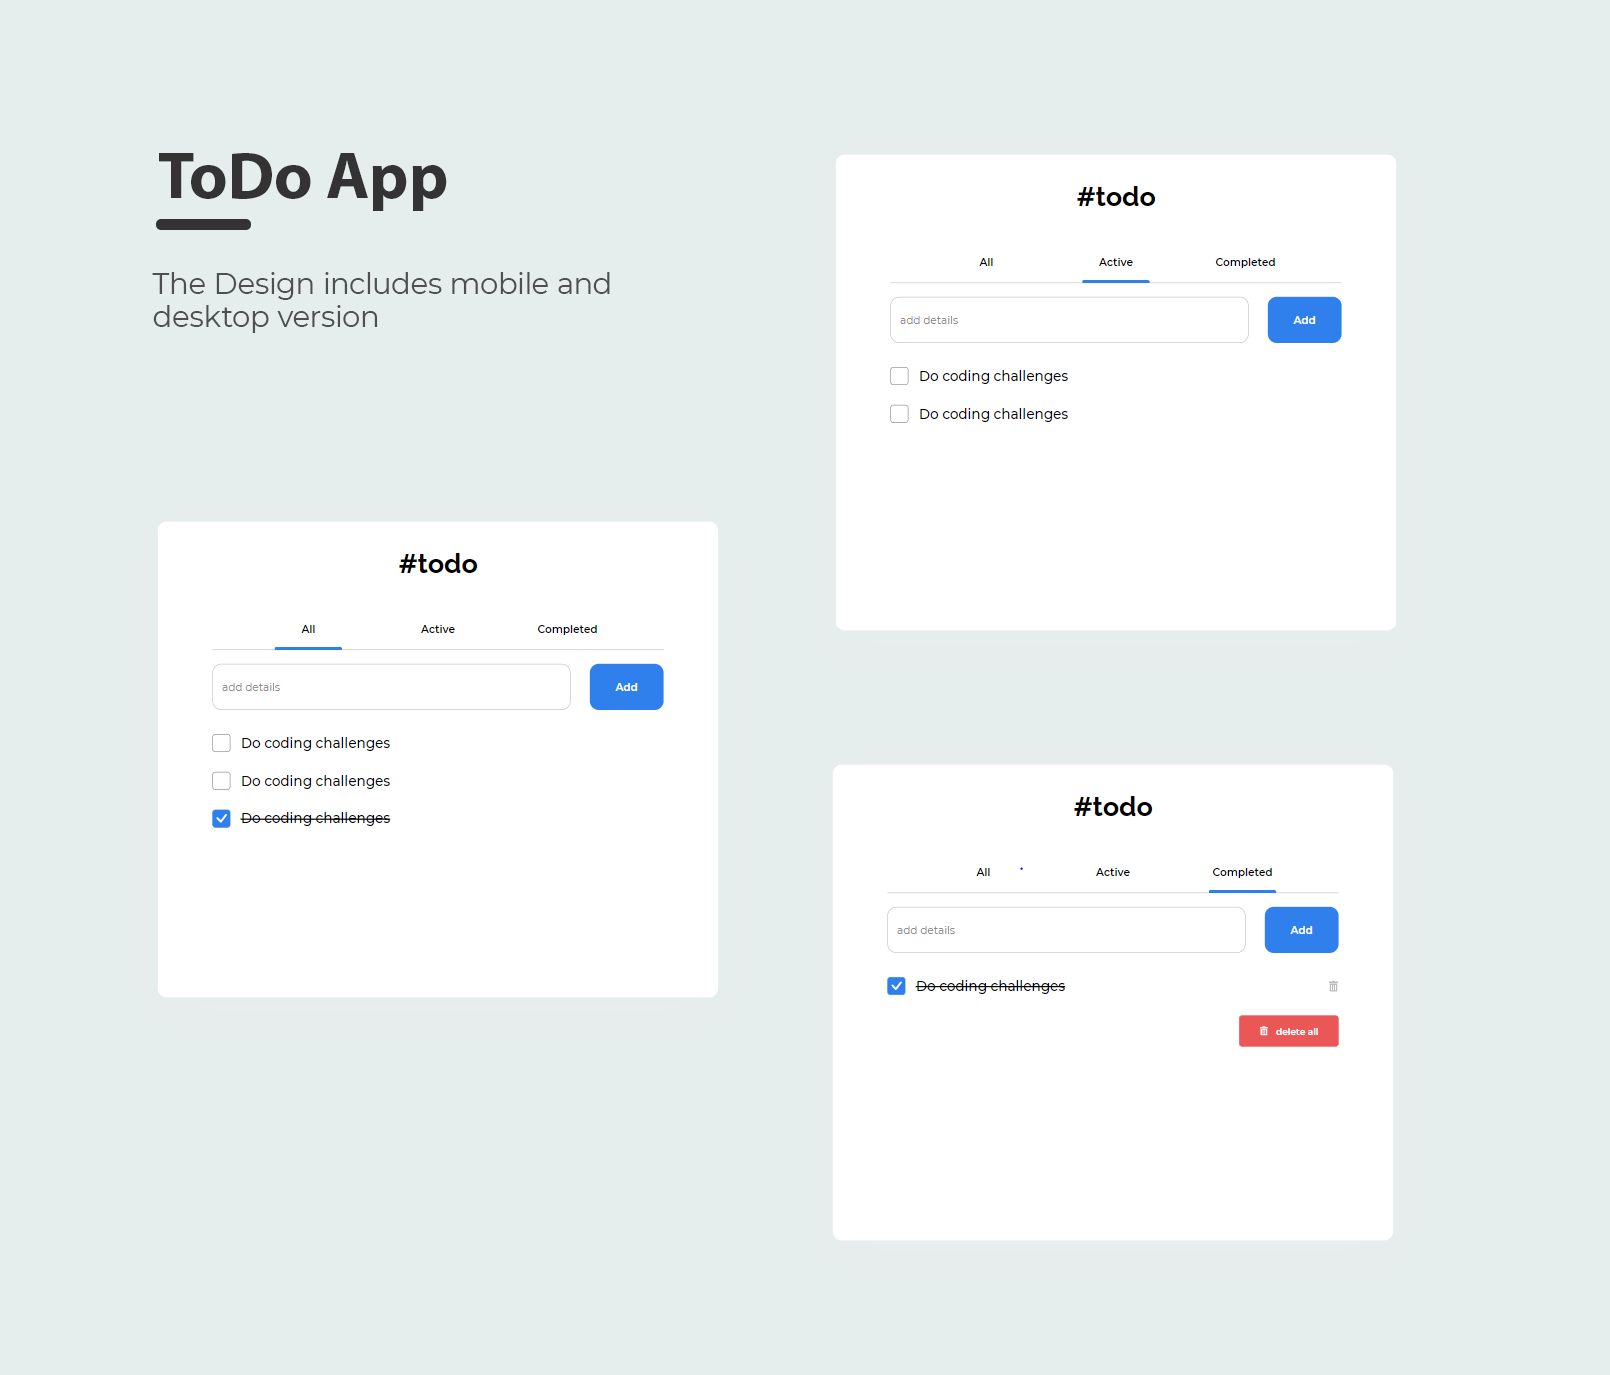 ToDo App
The Design includes mobile and
desktop version
#todo
All Active Completed
add details Add
Do coding challenges
Do coding challenges
Do coding challenges
#todo
All Active Completed
add details Add
Do coding challenges
Do coding challenges
#todo
All Active Completed
add details Add
Do coding challenges
delete all